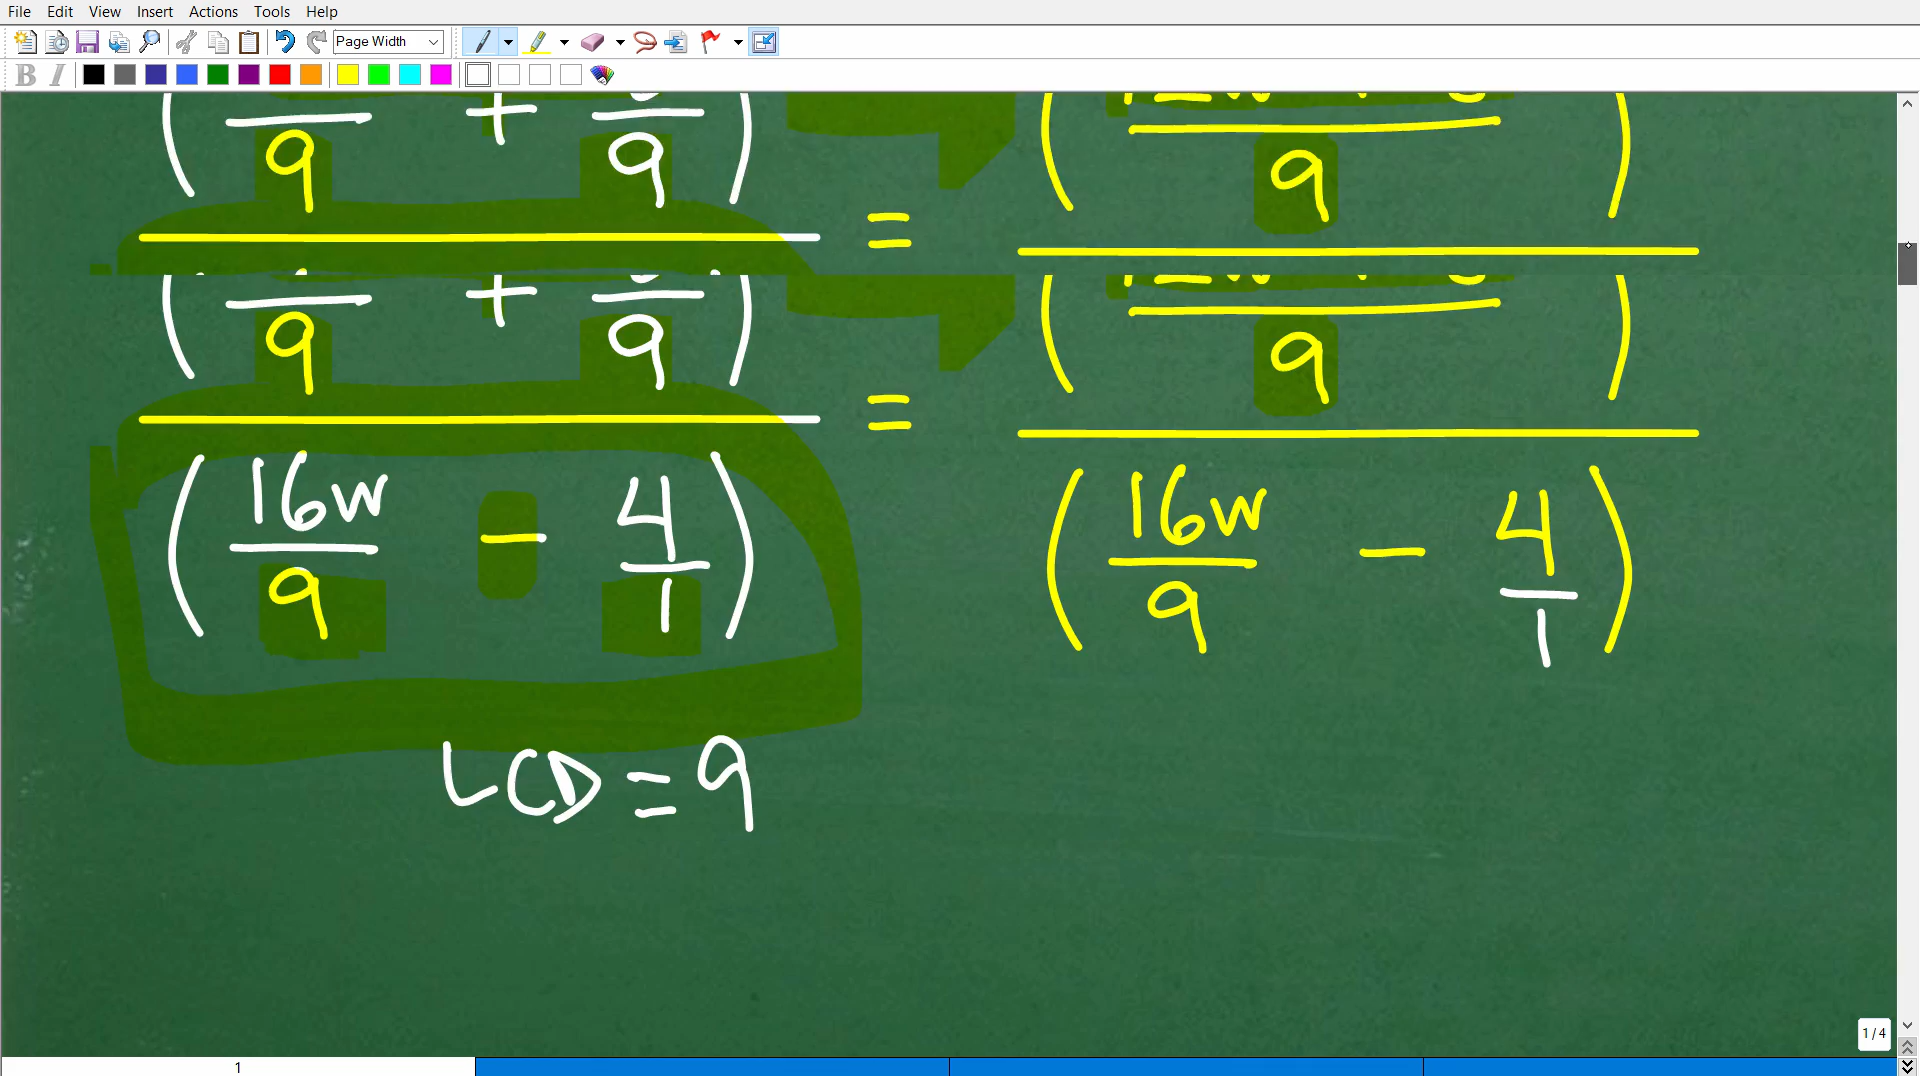 File Edit View Insert Actions Tools Help
Page Width
B I
( — + — ) (——)
9 9 = 9
( — + — ) (——)
9 9 = 9
(16w/9 − 4/1) (16w/9 − 4/1)
LCD = 9
1 / 4
1